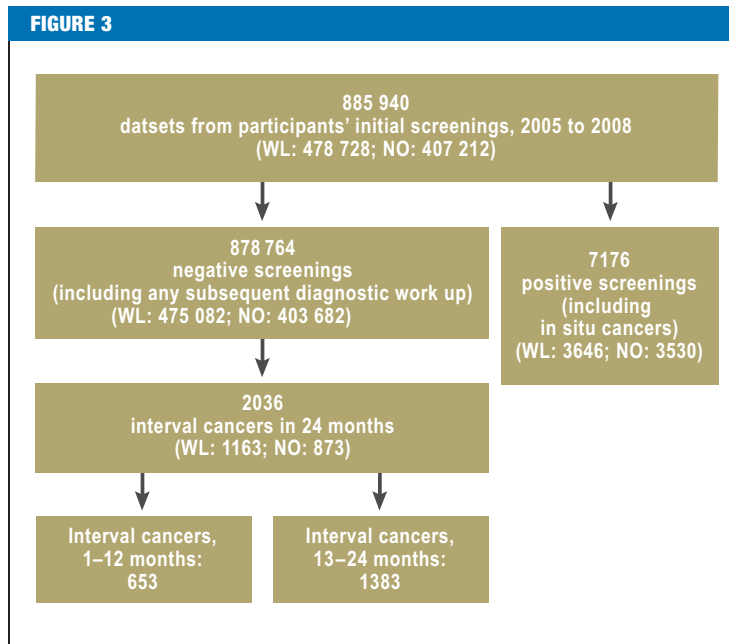 FIGURE 3
885 940
datsets from participants' initial screenings, 2005 to 2008
(WL: 478 728; NO: 407 212)
878 764
negative screenings
(including any subsequent diagnostic work up)
(WL: 475 082; NO: 403 682)
7176
positive screenings
(including
in situ cancers)
(WL: 3646; NO: 3530)
2036
interval cancers in 24 months
(WL: 1163; NO: 873)
Interval cancers,
1–12 months:
653
Interval cancers,
13–24 months:
1383